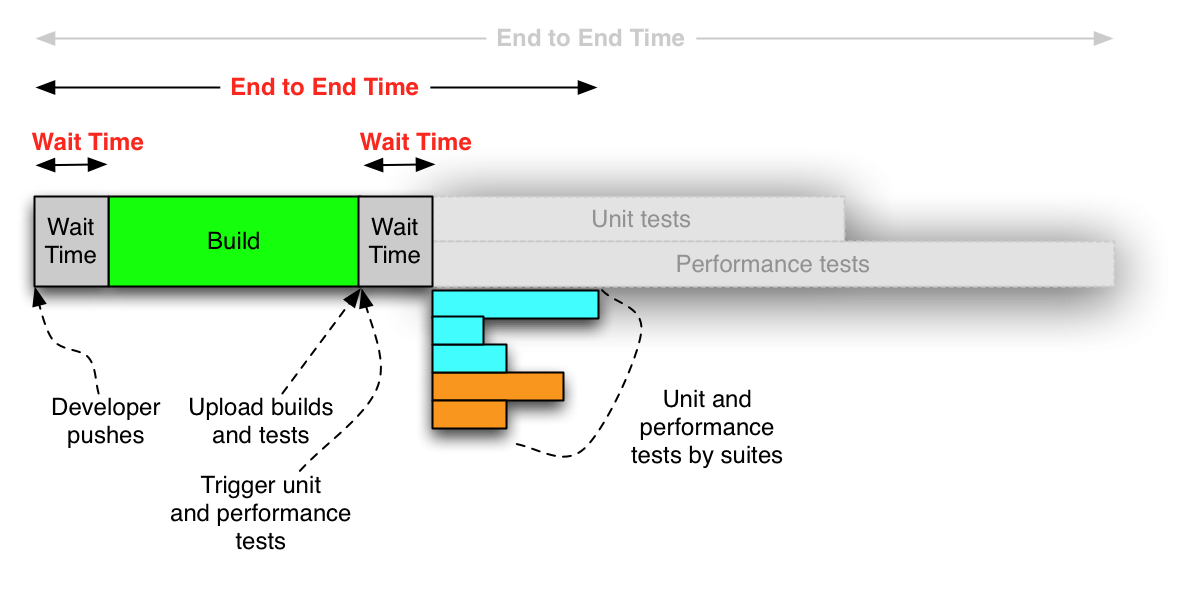 End to End Time
End to End Time
Wait Time
Wait Time
Wait
Time
Build
Wait
Time
Unit tests
Performance tests
Developer
pushes
Upload builds
and tests
Trigger unit
and performance
tests
Unit and
performance
tests by suites